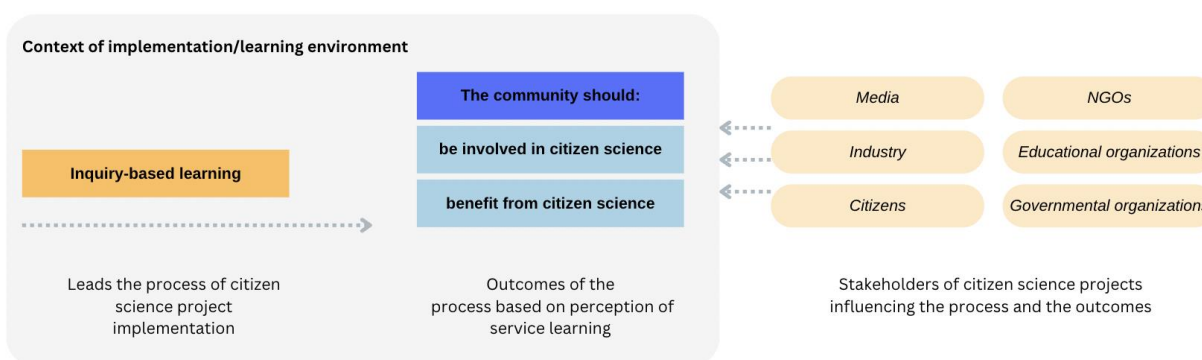 Context of implementation/learning environment
Inquiry-based learning
Leads the process of citizen
science project
implementation
The community should:
be involved in citizen science
benefit from citizen science
Outcomes of the
process based on perception of
service learning
Media
NGOs
Industry
Educational organizations
Citizens
Governmental organization
Stakeholders of citizen science projects
influencing the process and the outcomes